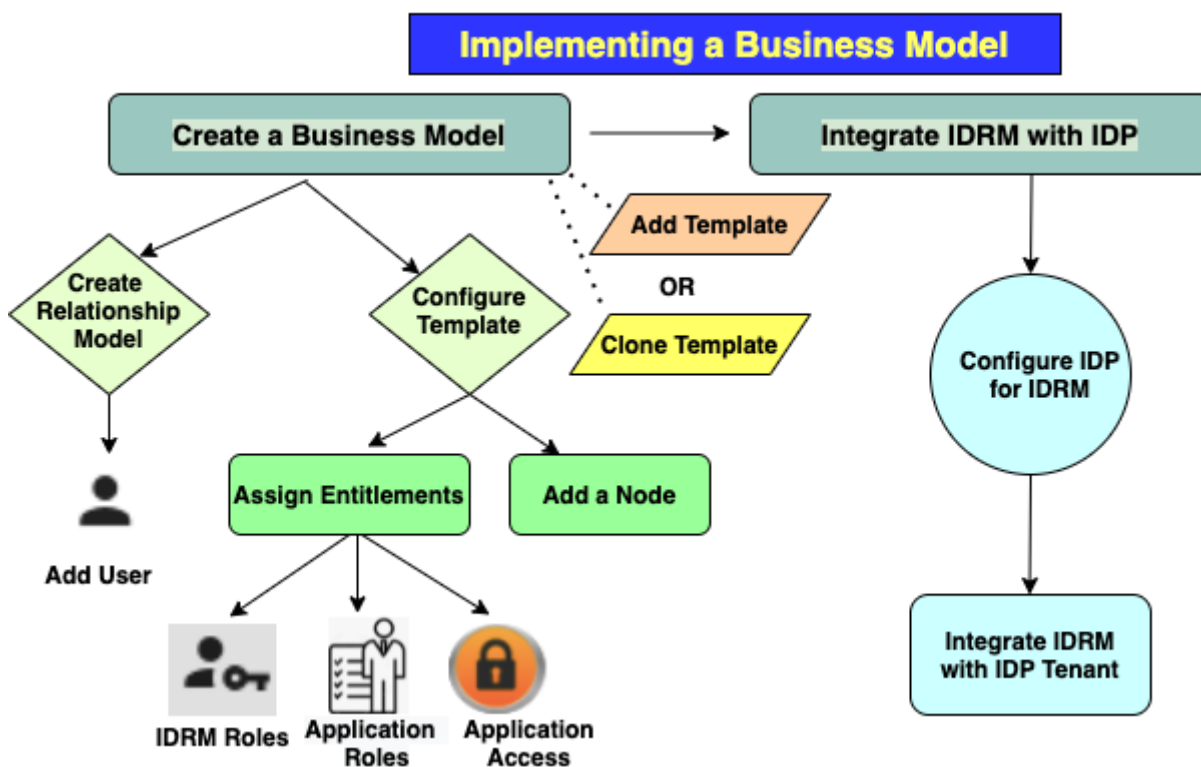 Implementing a Business Model
Create a Business Model
Integrate IDRM with IDP
Add Template
OR
Clone Template
Create
Relationship
Model
Configure
Template
Configure IDP
for IDRM
Assign Entitlements
Add a Node
Add User
Integrate IDRM
with IDP Tenant
IDRM Roles
Application
Roles
Application
Access